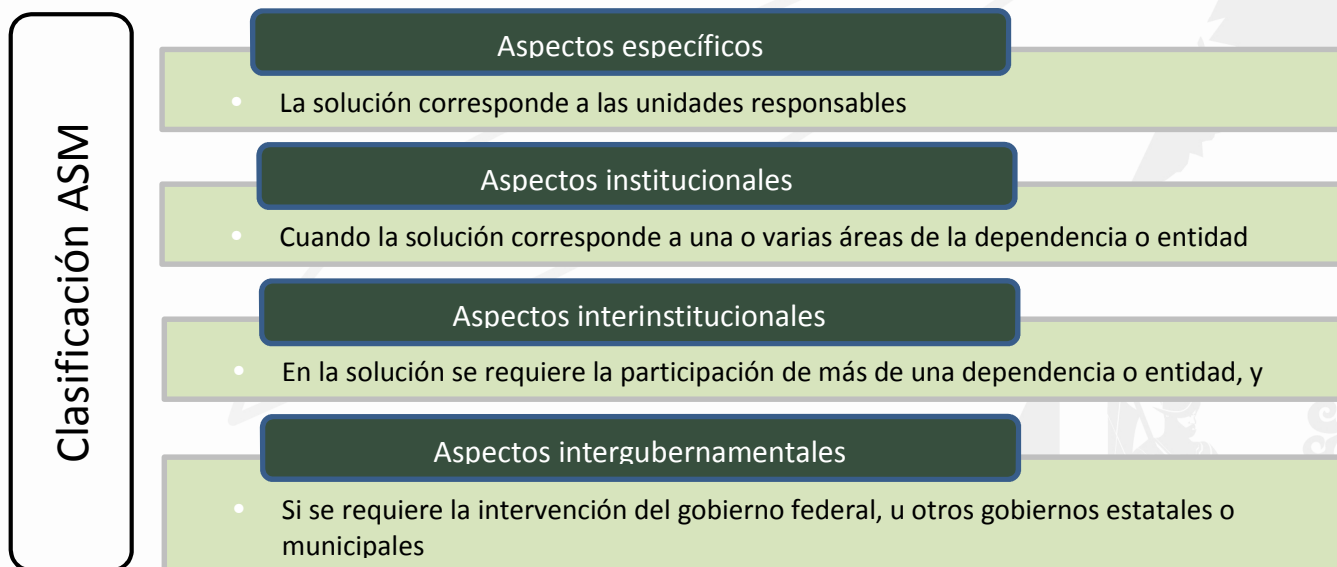 Clasificación ASM
Aspectos específicos
• La solución corresponde a las unidades responsables
Aspectos institucionales
• Cuando la solución corresponde a una o varias áreas de la dependencia o entidad
Aspectos interinstitucionales
• En la solución se requiere la participación de más de una dependencia o entidad, y
Aspectos intergubernamentales
• Si se requiere la intervención del gobierno federal, u otros gobiernos estatales o
municipales